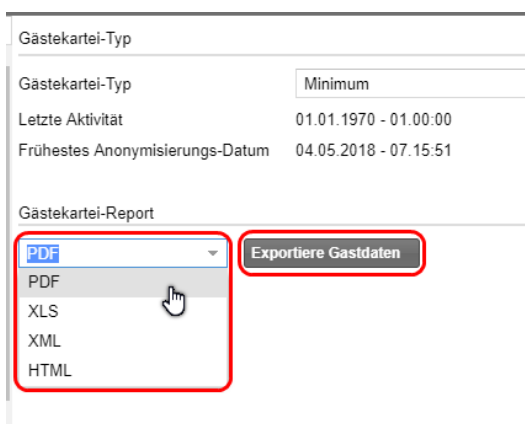 Gästekartei-Typ
Gästekartei-Typ Minimum
Letzte Aktivität 01.01.1970 - 01.00:00
Frühestes Anonymisierungs-Datum 04.05.2018 - 07.15:51
Gästekartei-Report
PDF Exportiere Gastdaten
PDF
XLS
XML
HTML